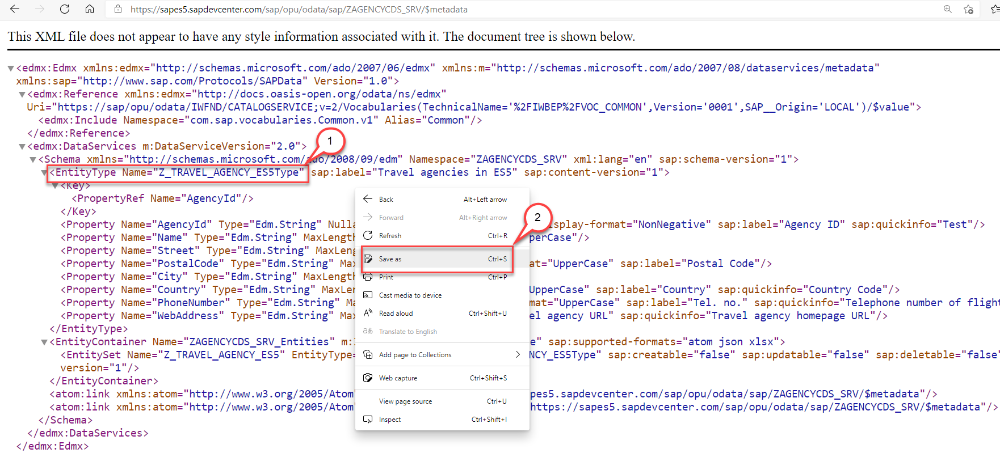 https://sapes5.sapdevcenter.com/sap/opu/odata/sap/ZAGENCYCDS_SRV/$metadata
This XML file does not appear to have any style information associated with it. The document tree is shown below.
<edmx:Edmx xmlns:edmx="http://schemas.microsoft.com/ado/2007/06/edmx" xmlns:m="http://schemas.microsoft.com/ado/2007/08/dataservices/metadata"
xmlns:sap="http://www.sap.com/Protocols/SAPData" Version="1.0">
<edmx:Reference xmlns:edmx="http://docs.oasis-open.org/odata/ns/edmx"
Uri="https://sap/opu/odata/IWFND/CATALOGSERVICE;v=2/Vocabularies(TechnicalName='%2FIWBEP%2FVOC_COMMON',Version='0001',SAP__Origin='LOCAL')/$value">
<edmx:Include Namespace="com.sap.vocabularies.Common.v1" Alias="Common"/>
</edmx:Reference>
1
<edmx:DataServices m:DataServiceVersion="2.0">
<Schema xmlns="http://schemas.microsoft.com/ado/2008/09/edm" Namespace="ZAGENCYCDS_SRV" xml:lang="en" sap:schema-version="1">
<EntityType Name="Z_TRAVEL_AGENCY_ES5Type" sap:label="Travel agencies in ES5" sap:content-version="1">
<Key>
<PropertyRef Name="AgencyId"/>
</Key>
<Property Name="AgencyId" Type="Edm.String" Nulla isplay-format="NonNegative" sap:label="Agency ID" sap:quickinfo="Test"/>
<Property Name="Name" Type="Edm.String" MaxLength perCase"/>
<Property Name="Street" Type="Edm.String" MaxLeng
<Property Name="PostalCode" Type="Edm.String" Max at="UpperCase" sap:label="Postal Code"/>
<Property Name="City" Type="Edm.String" MaxLength
<Property Name="Country" Type="Edm.String" MaxLen UpperCase" sap:label="Country" sap:quickinfo="Country Code"/>
<Property Name="PhoneNumber" Type="Edm.String" Ma mat="UpperCase" sap:label="Tel. no." sap:quickinfo="Telephone number of flight
<Property Name="WebAddress" Type="Edm.String" Max el agency URL" sap:quickinfo="Travel agency homepage URL"/>
</EntityType>
<EntityContainer Name="ZAGENCYCDS_SRV_Entities" m: e" sap:supported-formats="atom json xlsx">
<EntitySet Name="Z_TRAVEL_AGENCY_ES5" EntityType= NCY_ES5Type" sap:creatable="false" sap:updatable="false" sap:deletable="false"
version="1"/>
</EntityContainer>
<atom:link xmlns:atom="http://www.w3.org/2005/Atom" pes5.sapdevcenter.com/sap/opu/odata/sap/ZAGENCYCDS_SRV/$metadata"/>
<atom:link xmlns:atom="http://www.w3.org/2005/Atom" https://sapes5.sapdevcenter.com/sap/opu/odata/sap/ZAGENCYCDS_SRV/$metadata"/>
</Schema>
</edmx:DataServices>
</edmx:Edmx>
Back Alt+Left arrow
Forward Alt+Right arrow
2
Refresh Ctrl+R
Save as Ctrl+S
Print Ctrl+P
Cast media to device
Read aloud Ctrl+Shift+U
Translate to English
Add page to Collections
Web capture Ctrl+Shift+S
View page source Ctrl+U
Inspect Ctrl+Shift+I